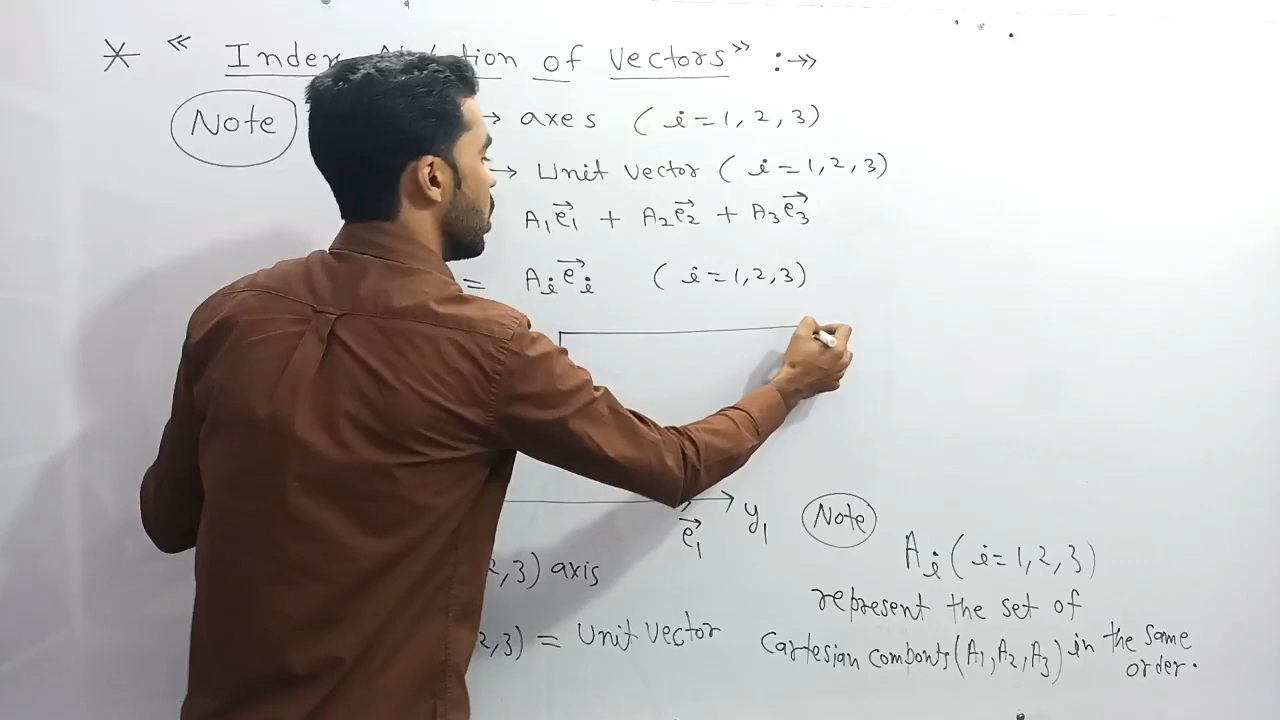 * “ Index of Vectors” :→
Note → axes ( i = 1, 2, 3 )
→ Unit vector ( i = 1, 2, 3 )
A₁e⃗₁ + A₂e⃗₂ + A₃e⃗₃
= Aᵢe⃗ᵢ ( i = 1, 2, 3 )
y₁
e⃗₁
Note
Aᵢ ( i = 1, 2, 3 )
represent the set of
Cartesian componts (A₁, A₂, A₃) in the same
order.
2, 3 ) axis
2, 3 ) = Unit Vector